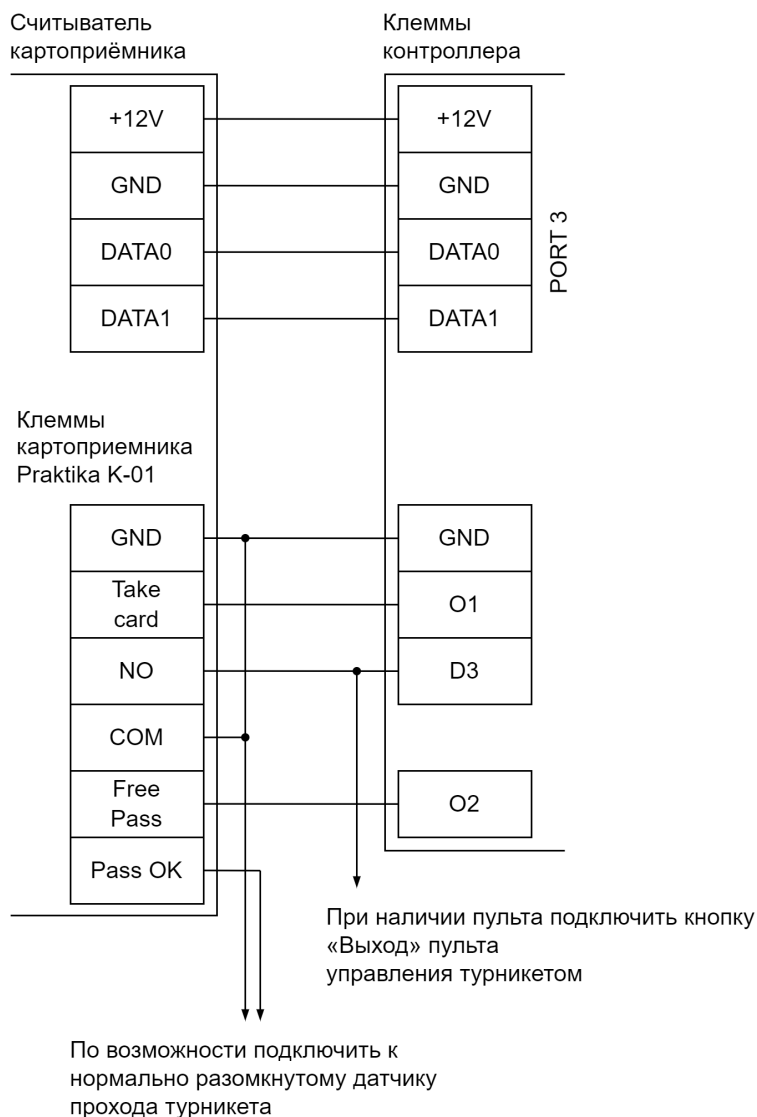 Считыватель
картоприёмника
Клеммы
контроллера
+12V
+12V
GND
GND
DATA0
DATA0
DATA1
DATA1
PORT 3
Клеммы
картоприемника
Praktika K-01
GND
GND
Take
card
O1
NO
D3
COM
Free
Pass
O2
Pass OK
При наличии пульта подключить кнопку
«Выход» пульта
управления турникетом
По возможности подключить к
нормально разомкнутому датчику
прохода турникета